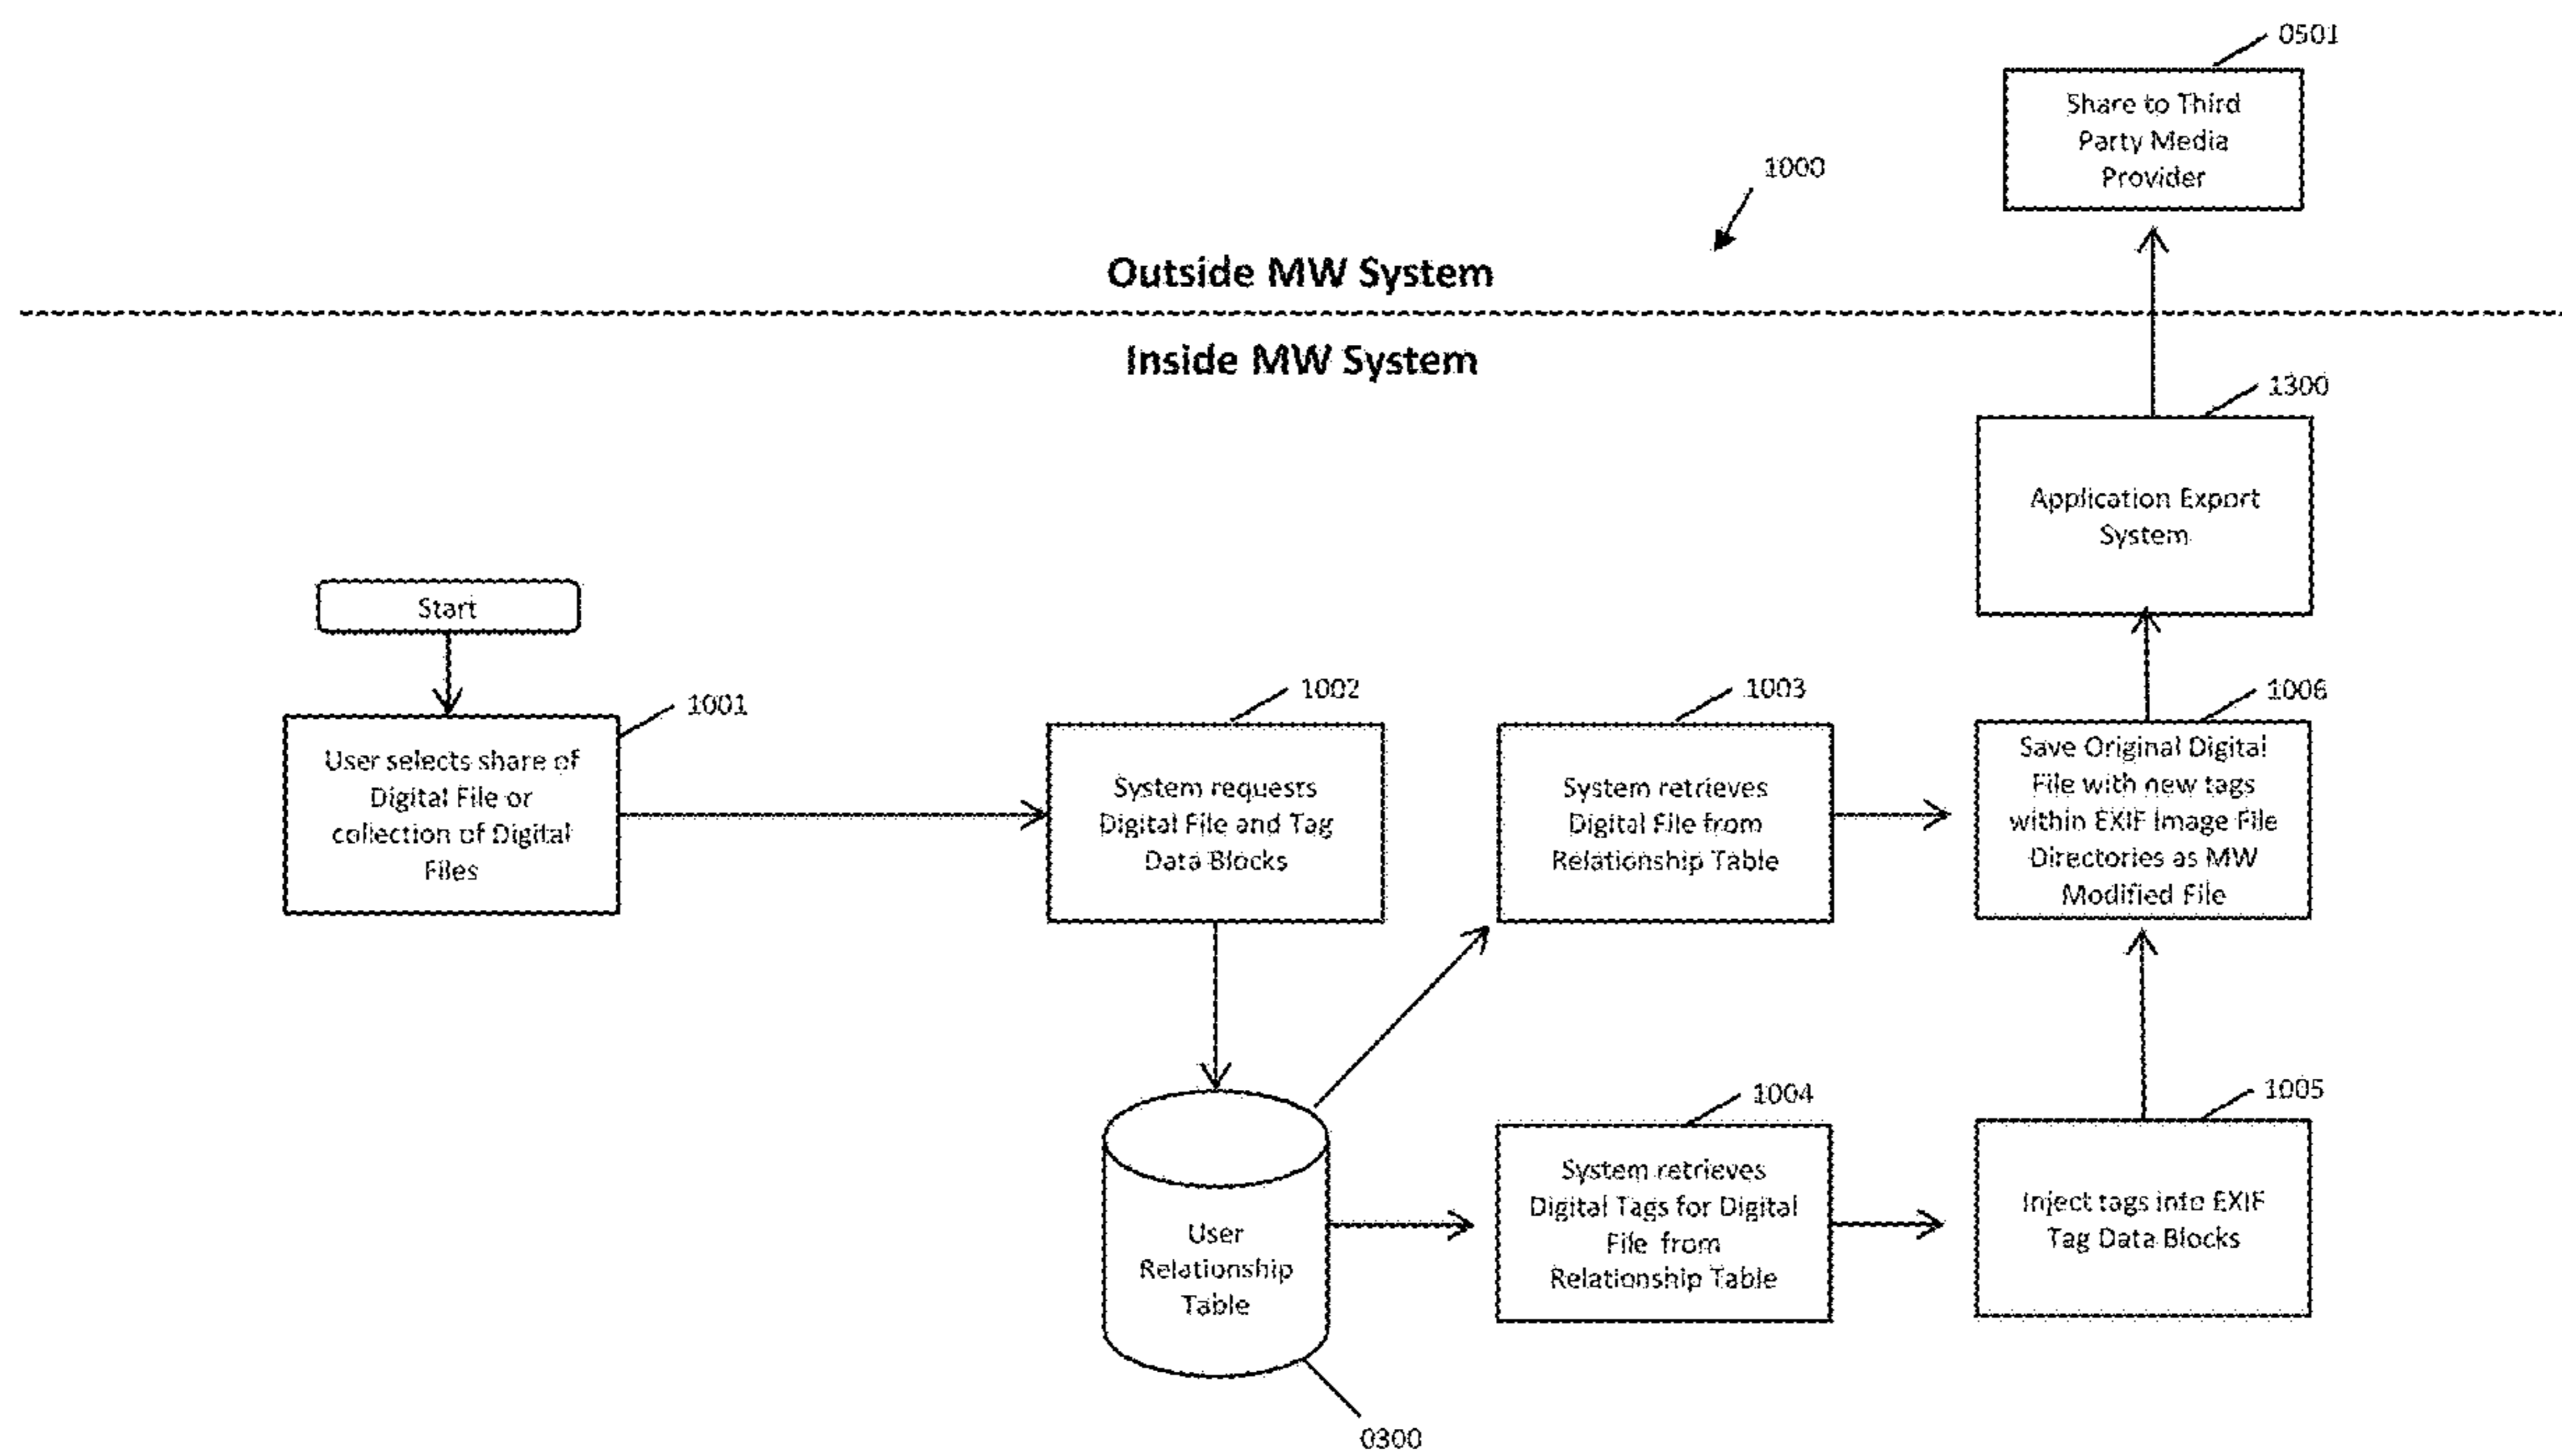 0501
Share to Third
Party Media
Provider
1000
Outside MW System
Inside MW System
1300
Application Export
System
Start
1001
User selects share of
Digital File or
collection of Digital
Files
1002
System requests
Digital File and Tag
Data Blocks
1003
System retrieves
Digital File from
Relationship Table
1006
Save Original Digital
File with new tags
within EXIF Image File
Directories as MW
Modified File
User
Relationship
Table
0300
1004
System retrieves
Digital Tags for Digital
File from
Relationship Table
1005
Inject tags into EXIF
Tag Data Blocks